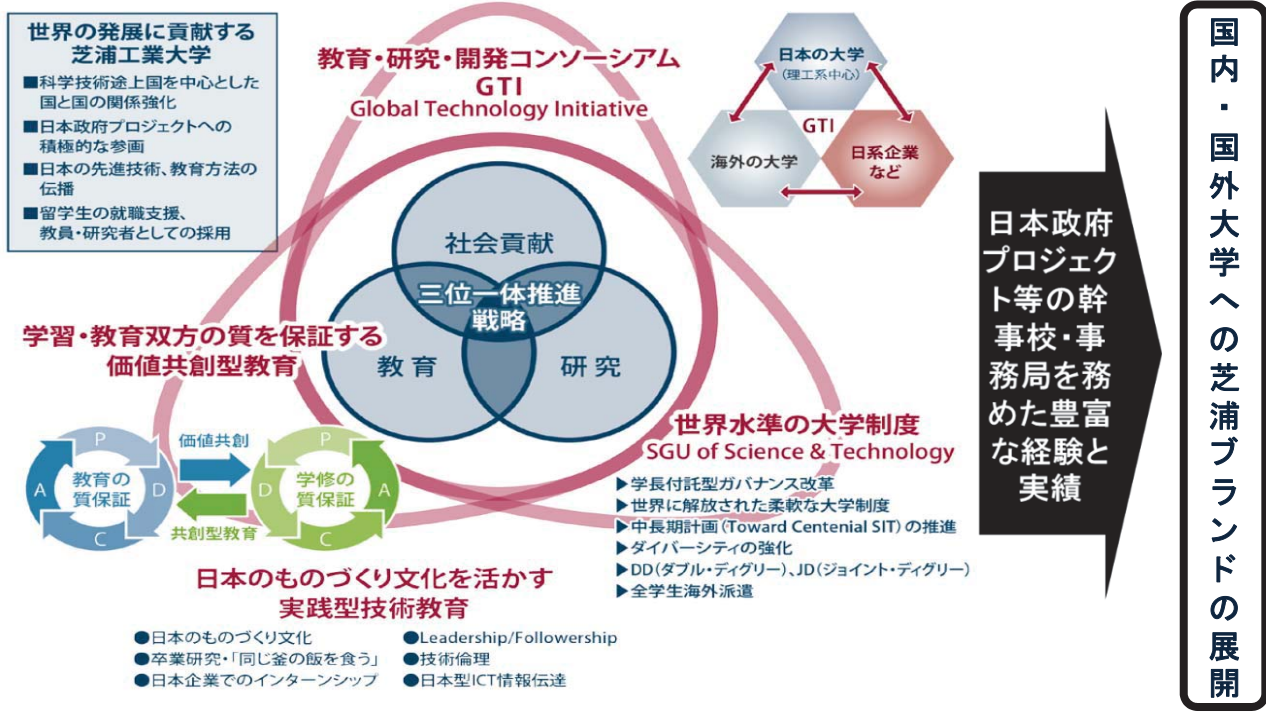 世界の発展に貢献する
芝浦工業大学
■科学技術途上国を中心とした
国と国の関係強化
■日本政府プロジェクトへの
積極的な参画
■日本の先進技術、教育方法の
伝播
■留学生の就職支援、
教員・研究者としての採用
教育・研究・開発コンソーシアム
GTI
Global Technology Initiative
日本の大学
(理工系中心)
GTI
海外の大学
日系企業
など
社会貢献
三位一体推進
戦略
教育
研究
学習・教育双方の質を保証する
価値共創型教育
P
A
教育の
質保証
D
C
価値共創
共創型教育
P
D
学修の
質保証
A
C
世界水準の大学制度
SGU of Science & Technology
▶学長付託型ガバナンス改革
▶世界に解放された柔軟な大学制度
▶中長期計画(Toward Centenial SIT)の推進
▶ダイバーシティの強化
▶DD(ダブル・ディグリー)、JD(ジョイント・ディグリー)
▶全学生海外派遣
日本のものづくり文化を活かす
実践型技術教育
●日本のものづくり文化
●卒業研究・「同じ釜の飯を食う」
●日本企業でのインターンシップ
●Leadership/Followership
●技術倫理
●日本型ICT情報伝達
日本政府
プロジェク
ト等の幹
事校・事
務局を務
めた豊富
な経験と
実績
国内・国外大学への芝浦ブランドの展開